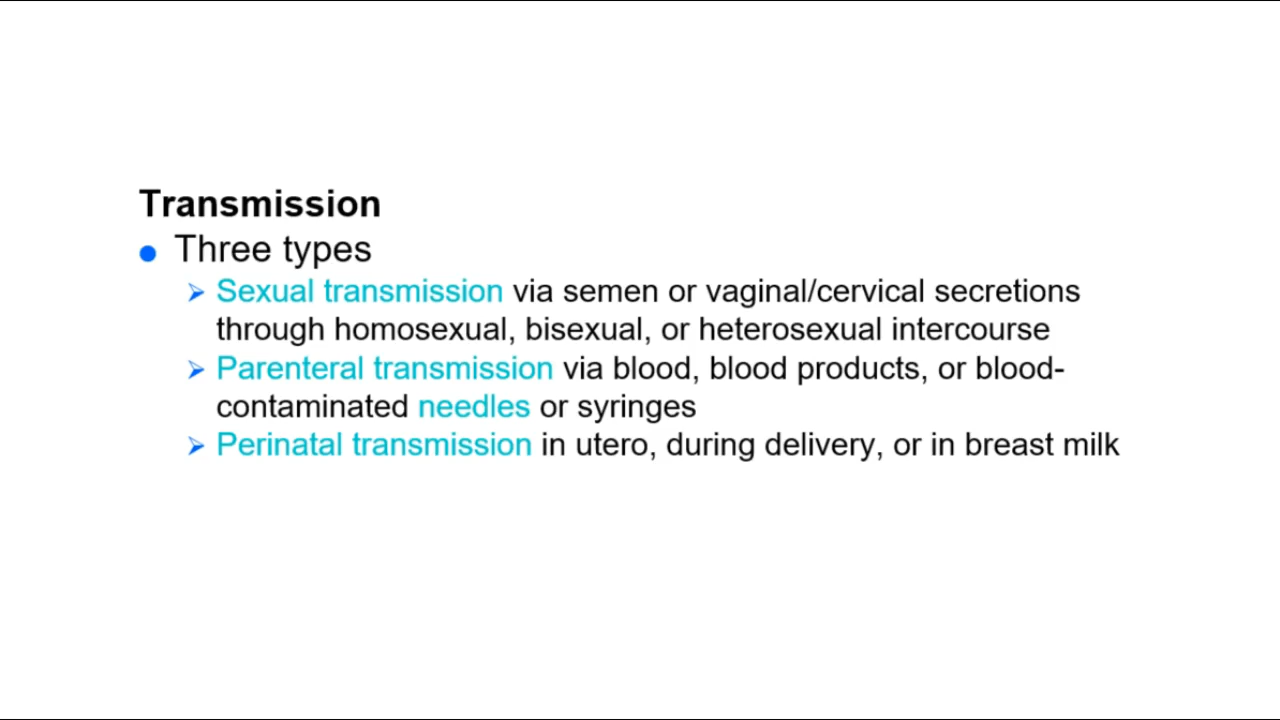 Transmission
● Three types
➢ Sexual transmission via semen or vaginal/cervical secretions
through homosexual, bisexual, or heterosexual intercourse
➢ Parenteral transmission via blood, blood products, or blood-
contaminated needles or syringes
➢ Perinatal transmission in utero, during delivery, or in breast milk